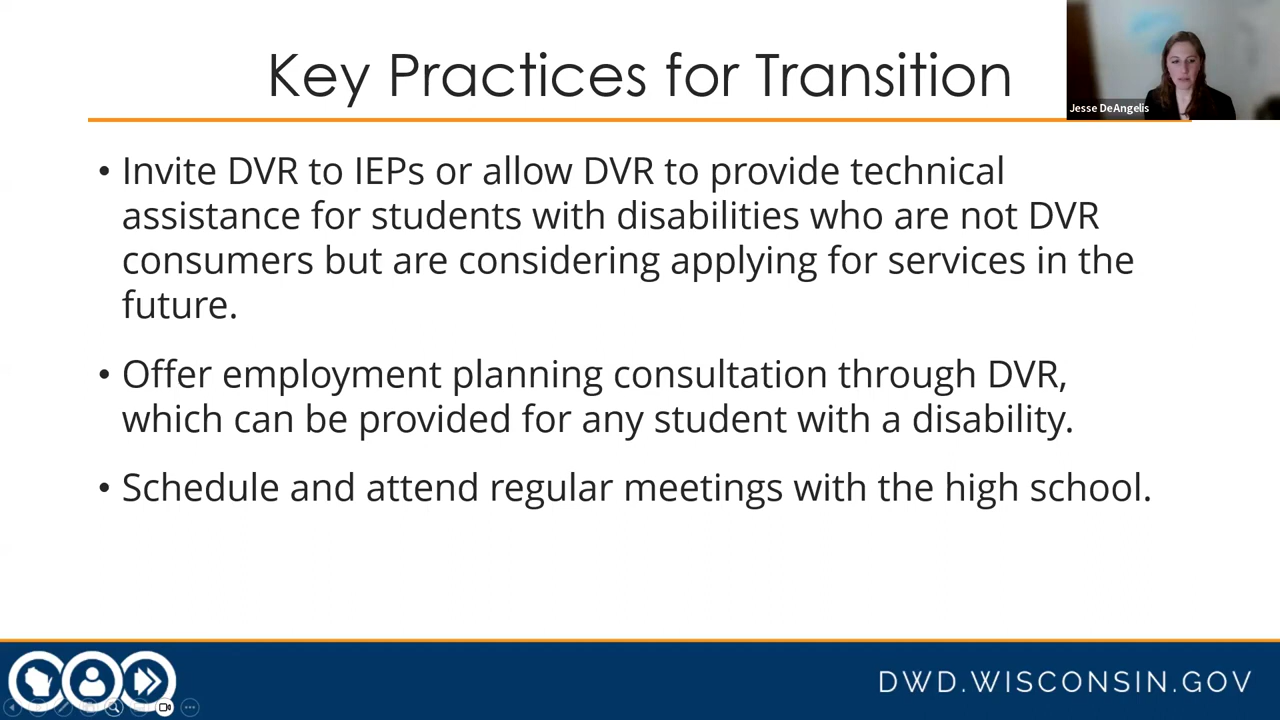 Key Practices for Transition
Jesse DeAngelis
• Invite DVR to IEPs or allow DVR to provide technical
assistance for students with disabilities who are not DVR
consumers but are considering applying for services in the
future.
• Offer employment planning consultation through DVR,
which can be provided for any student with a disability.
• Schedule and attend regular meetings with the high school.
DWD.WISCONSIN.GOV